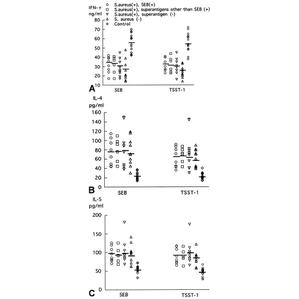 IFN-γ
ng/ml
S.aureus(+), SEB(+)
S.aureus(+), superantigens other than SEB (+)
S.aureus(+), superantigen (-)
S. aureus (-)
Control
80
70
60
50
40
30
20
10
0
SEB
TSST-1
A
IL-4
pg/ml
160
140
120
100
80
60
40
20
0
SEB
TSST-1
B
IL-5
pg/ml
200
150
100
50
0
SEB
TSST-1
C